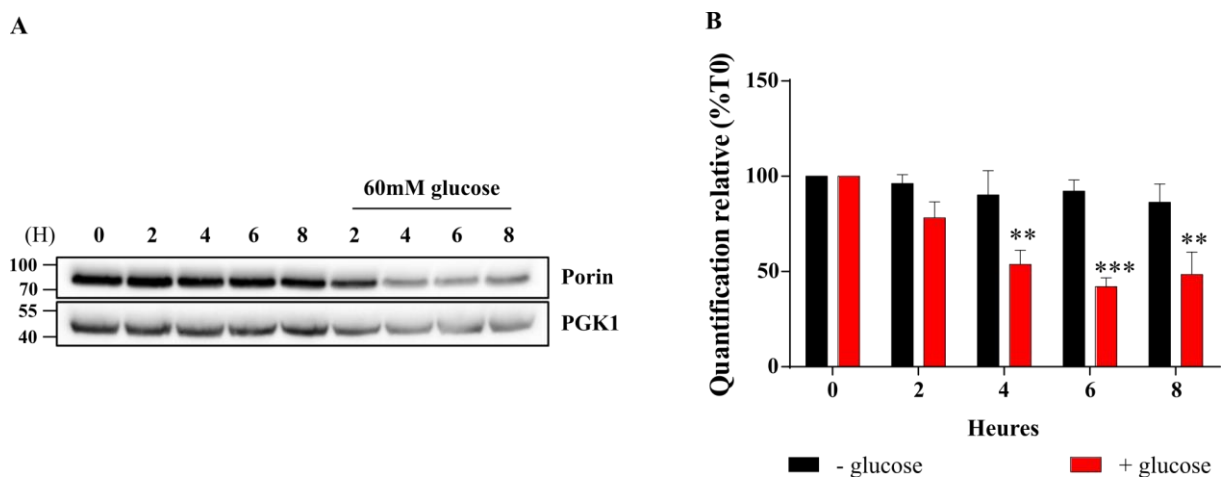 A
60mM glucose
(H) 0 2 4 6 8 2 4 6 8
100
70
Porin
55
40
PGK1
B
Quantification relative (%T0)
150
100
50
0
** *** **
0 2 4 6 8
Heures
- glucose + glucose